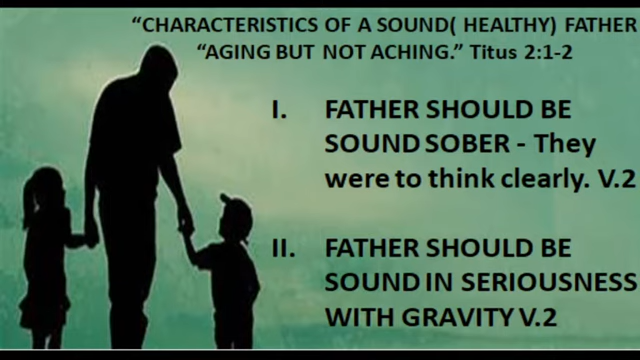 “CHARACTERISTICS OF A SOUND( HEALTHY) FATHER
“AGING BUT NOT ACHING.” Titus 2:1-2
I. FATHER SHOULD BE
SOUND SOBER - They
were to think clearly. V.2
II. FATHER SHOULD BE
SOUND IN SERIOUSNESS
WITH GRAVITY V.2